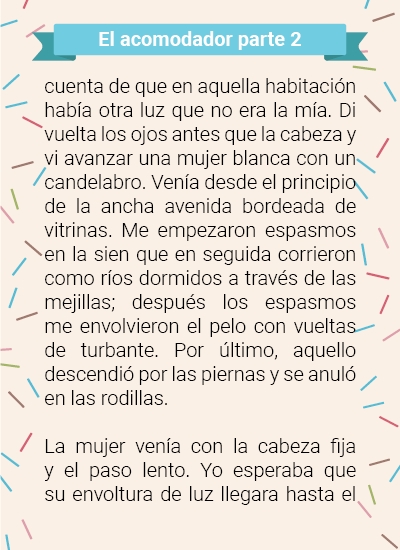 El acomodador parte 2
cuenta de que en aquella habitación
había otra luz que no era la mía. Di
vuelta los ojos antes que la cabeza y
vi avanzar una mujer blanca con un
candelabro. Venía desde el principio
de la ancha avenida bordeada de
vitrinas. Me empezaron espasmos
en la sien que en seguida corrieron
como ríos dormidos a través de las
mejillas; después los espasmos
me envolvieron el pelo con vueltas
de turbante. Por último, aquello
descendió por las piernas y se anuló
en las rodillas.
La mujer venía con la cabeza fija
y el paso lento. Yo esperaba que
su envoltura de luz llegara hasta el